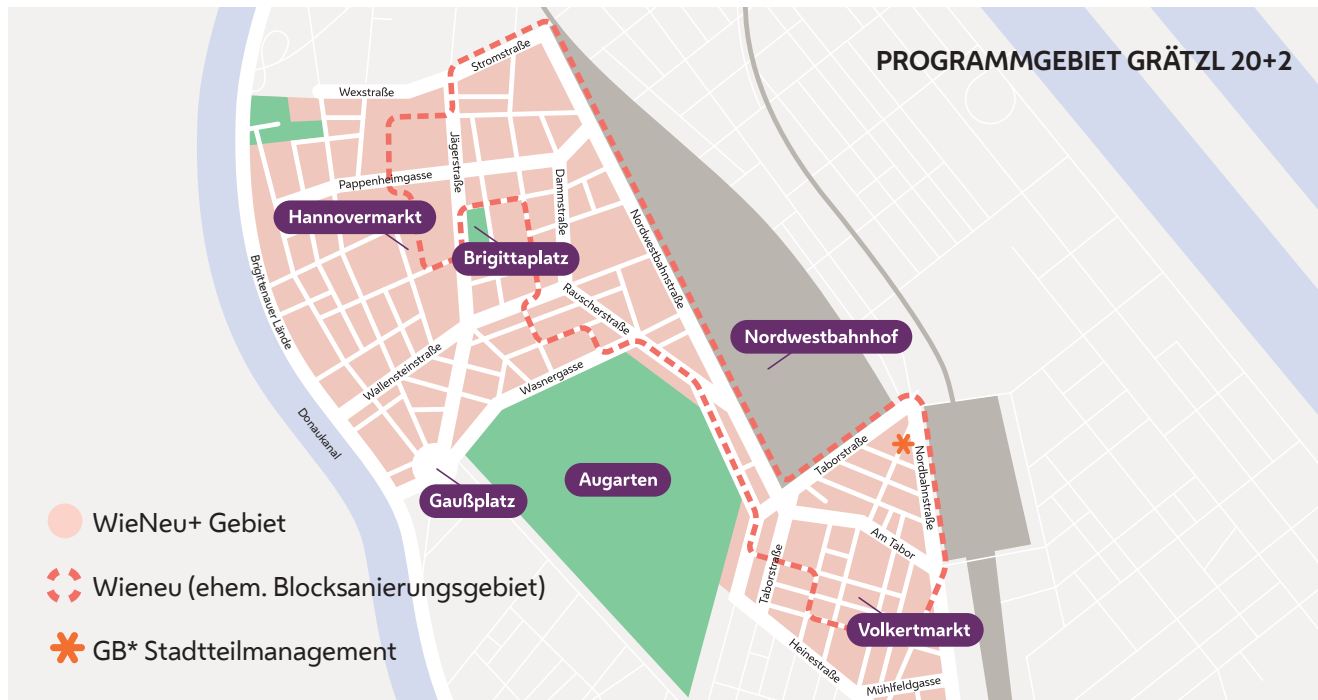 PROGRAMMGEBIET GRÄTZL 20+2
Stromstraße
Wexstraße
Jägerstraße
Pappenheimgasse
Dammstraße
Hannovermarkt
Brigittaplatz
Nordwestbahnstraße
Brigittenauer Lände
Rauscherstraße
Nordwestbahnhof
Wallensteinstraße
Wasnergasse
Donaukanal
Taborstraße
Nordbahnstraße
Augarten
Gaußplatz
Am Tabor
Taborstraße
Volkertmarkt
Heinestraße
Mühlfeldgasse
WieNeu+ Gebiet
Wieneu (ehem. Blocksanierungsgebiet)
GB* Stadtteilmanagement